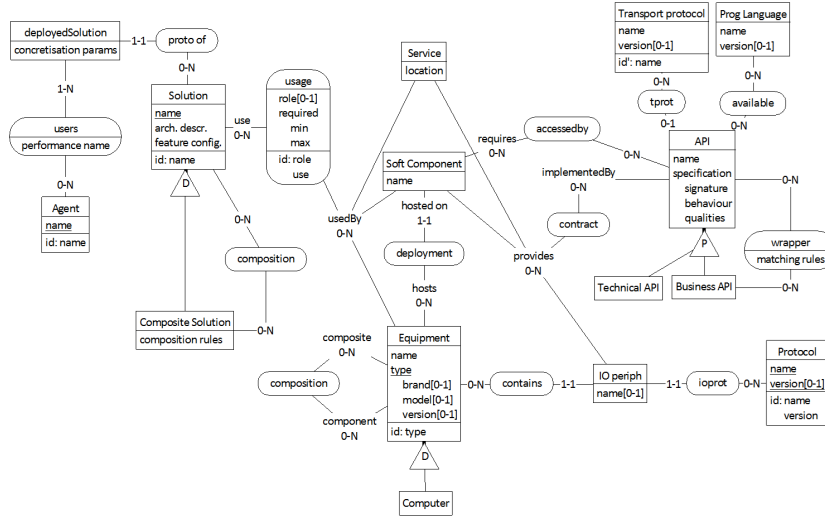 deployedSolution
concretisation params
1-1
proto of
0-N
1-N
users
performance name
0-N
Agent
name
id: name
Solution
name
arch. descr.
feature config.
id: name
D
use
0-N
usage
role[0-1]
required
min
max
id: role
use
0-N
composition
0-N
Composite Solution
composition rules
Service
location
Soft Component
name
usedBy
0-N
hosted on
1-1
deployment
hosts
0-N
requires
0-N
accessedby
0-N
implementedBy
0-N
contract
provides
0-N
Transport protocol
name
version[0-1]
id': name
0-N
tprot
0-1
Prog Language
name
version[0-1]
0-N
available
0-N
API
name
specification
signature
behaviour
qualities
P
Technical API
Business API
0-N
wrapper
matching rules
0-N
composite
0-N
composition
component
0-N
Equipment
name
type
brand[0-1]
model[0-1]
version[0-1]
id: type
D
Computer
0-N
contains
1-1
IO periph
name[0-1]
1-1
ioprot
0-N
Protocol
name
version[0-1]
id: name
version